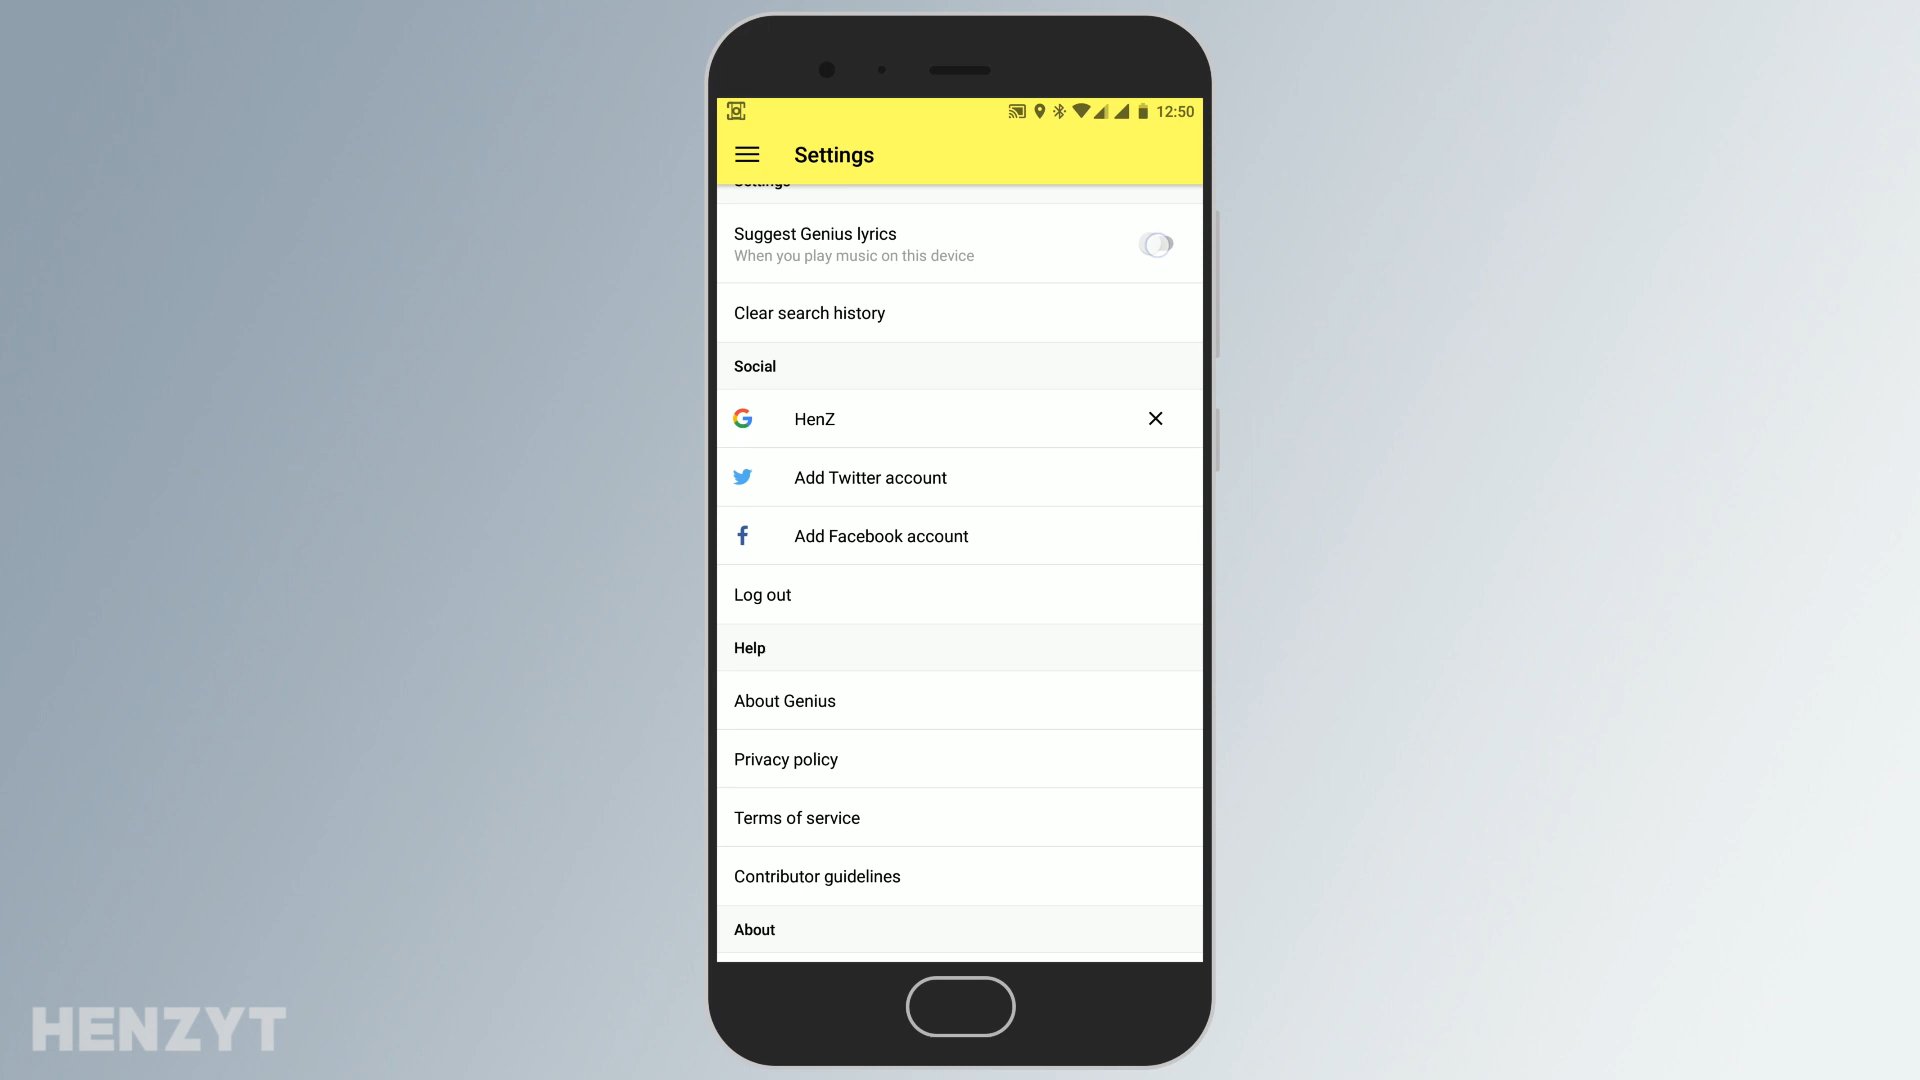 12:50
Settings
Settings
Suggest Genius lyrics
When you play music on this device
Clear search history
Social
HenZ
Add Twitter account
Add Facebook account
Log out
Help
About Genius
Privacy policy
Terms of service
Contributor guidelines
About
HENZYT